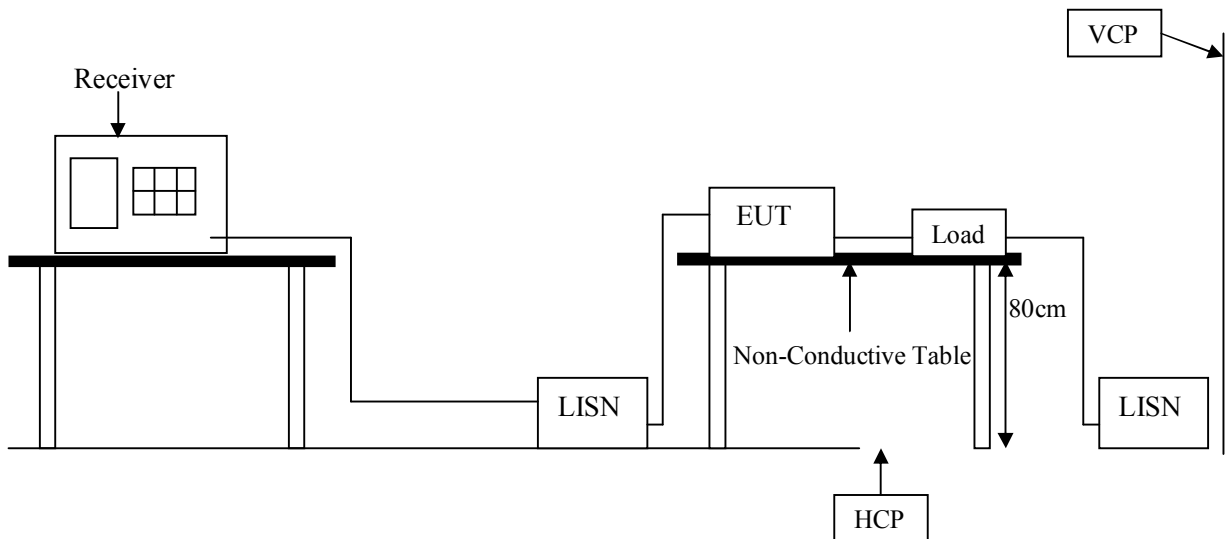 VCP
Receiver
EUT
Load
80cm
Non-Conductive Table
LISN
LISN
HCP